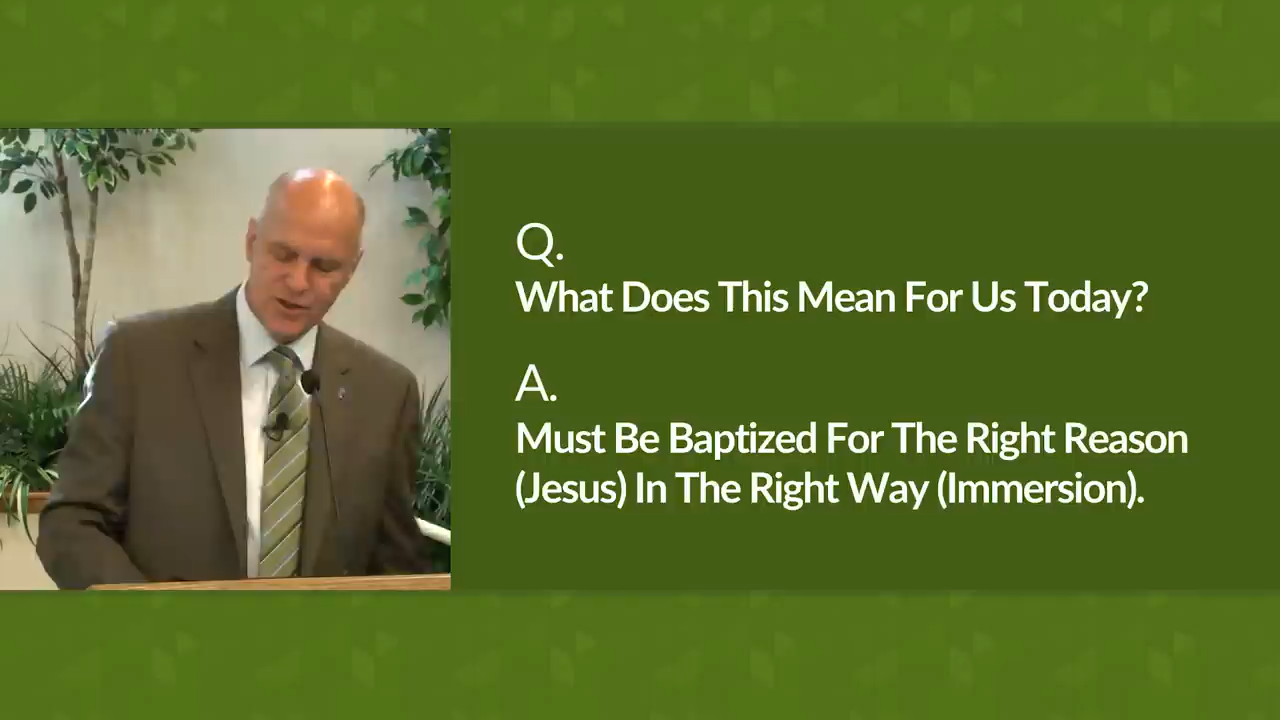 Q.
What Does This Mean For Us Today?
A.
Must Be Baptized For The Right Reason
(Jesus) In The Right Way (Immersion).